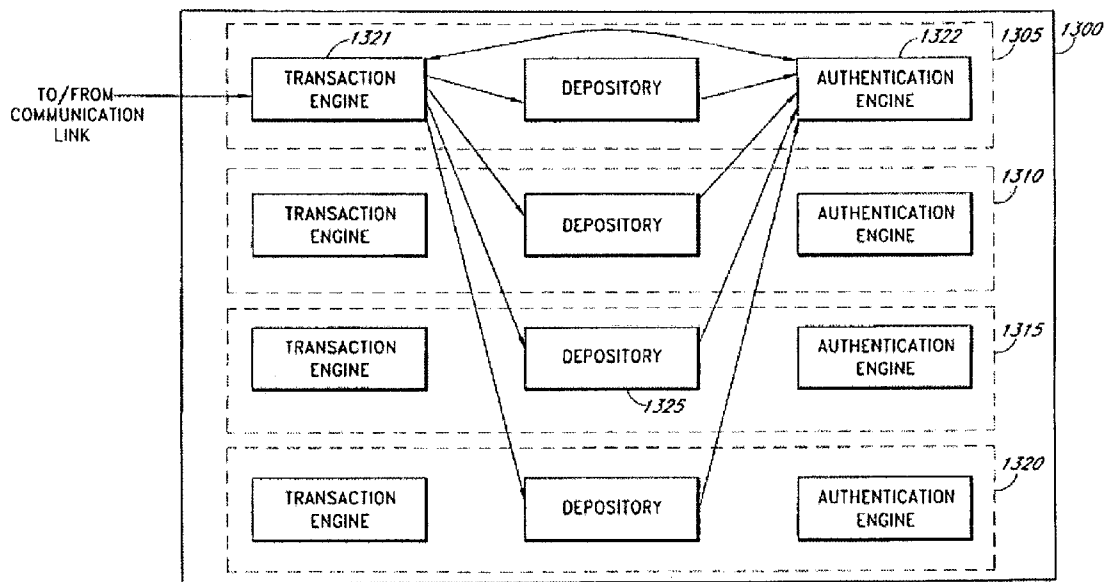 1321
1322
1305
1300
TRANSACTION
ENGINE
DEPOSITORY
AUTHENTICATION
ENGINE
TO/FROM
COMMUNICATION
LINK
1310
TRANSACTION
ENGINE
DEPOSITORY
AUTHENTICATION
ENGINE
1315
TRANSACTION
ENGINE
DEPOSITORY
AUTHENTICATION
ENGINE
1325
1320
TRANSACTION
ENGINE
DEPOSITORY
AUTHENTICATION
ENGINE